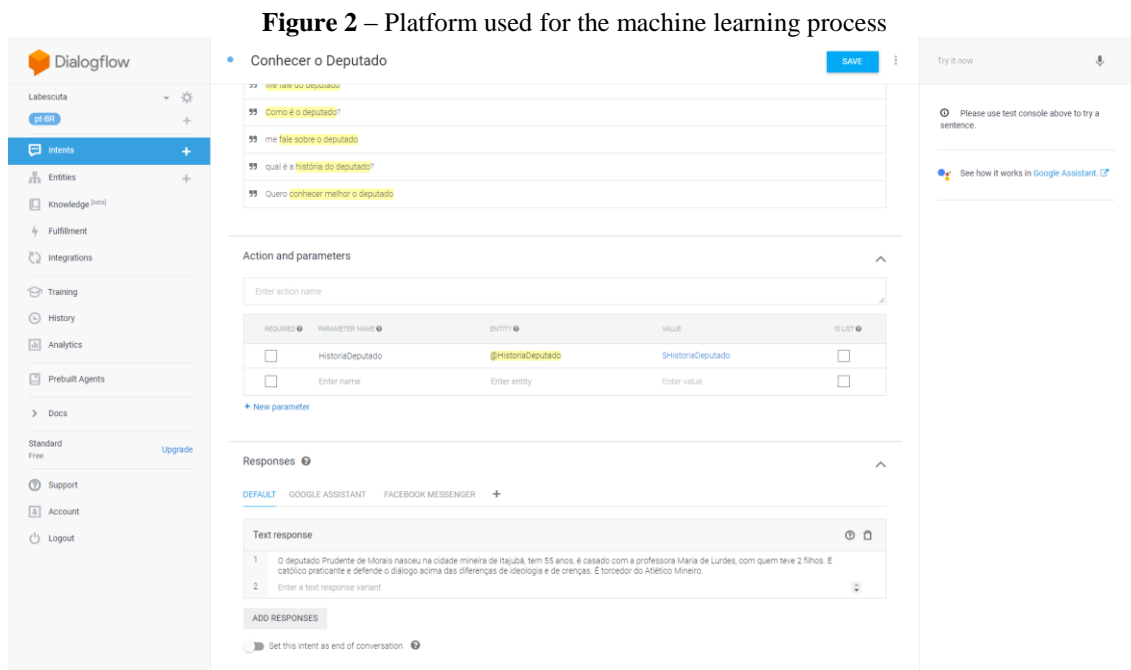 Figure 2 – Platform used for the machine learning process
Dialogflow
Labescuta
pt-BR
Intents
Entities
Knowledge [beta]
Fulfillment
Integrations
Training
History
Analytics
Prebuilt Agents
Docs
Standard
Free
Upgrade
Support
Account
Logout
Conhecer o Deputado
SAVE
me fale do deputado
Como é o deputado?
me fale sobre o deputado
qual é a história do deputado?
Quero conhecer melhor o deputado
Action and parameters
Enter action name
REQUIRED PARAMETER NAME ENTITY VALUE IS LIST
HistoriaDeputado @HistoriaDeputado $HistoriaDeputado
Enter name Enter entity Enter value
+ New parameter
Responses
DEFAULT GOOGLE ASSISTANT FACEBOOK MESSENGER +
Text response
1 O deputado Prudente de Morais nasceu na cidade mineira de Itajubá, tem 55 anos, é casado com a professora Maria de Lurdes, com quem teve 2 filhos. É
católico praticante e defende o diálogo acima das diferenças de ideologia e de crenças. É torcedor do Atlético Mineiro.
2 Enter a text response variant
ADD RESPONSES
Set this intent as end of conversation
Try it now
Please use test console above to try a
sentence.
See how it works in Google Assistant.